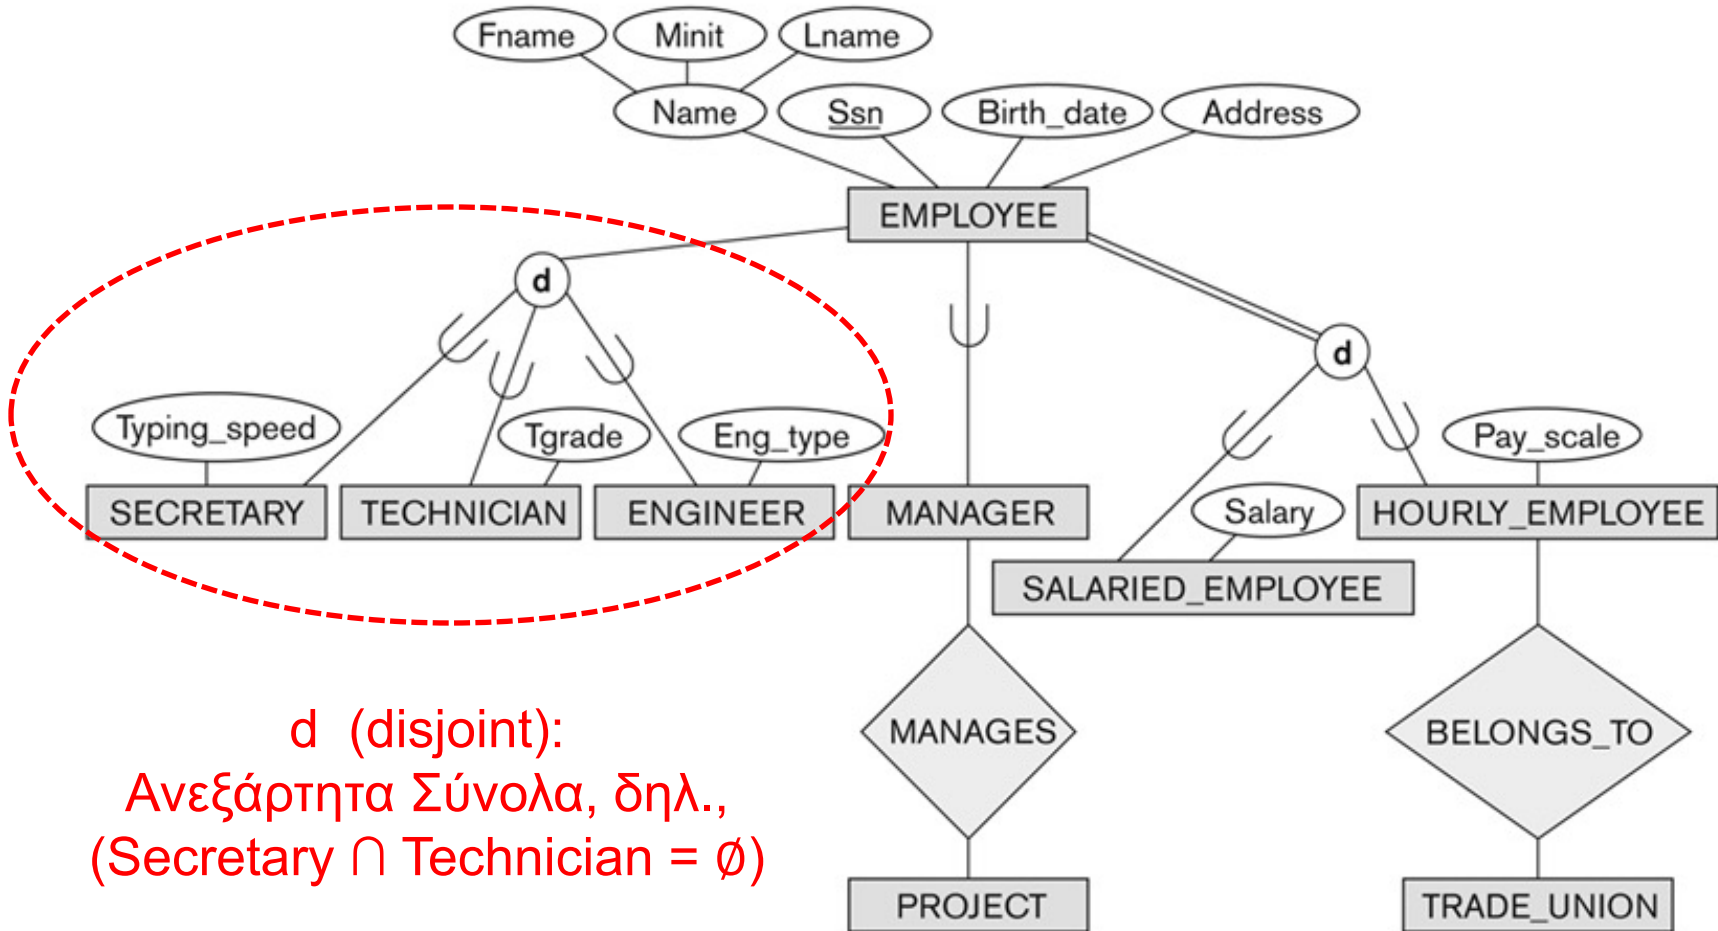 Fname Minit Lname
Name Ssn Birth_date Address
EMPLOYEE
d
d
Typing_speed Tgrade Eng_type Pay_scale
SECRETARY TECHNICIAN ENGINEER MANAGER HOURLY_EMPLOYEE
Salary
SALARIED_EMPLOYEE
MANAGES BELONGS_TO
d (disjoint):
Ανεξάρτητα Σύνολα, δηλ.,
(Secretary ∩ Technician = ∅)
PROJECT TRADE_UNION